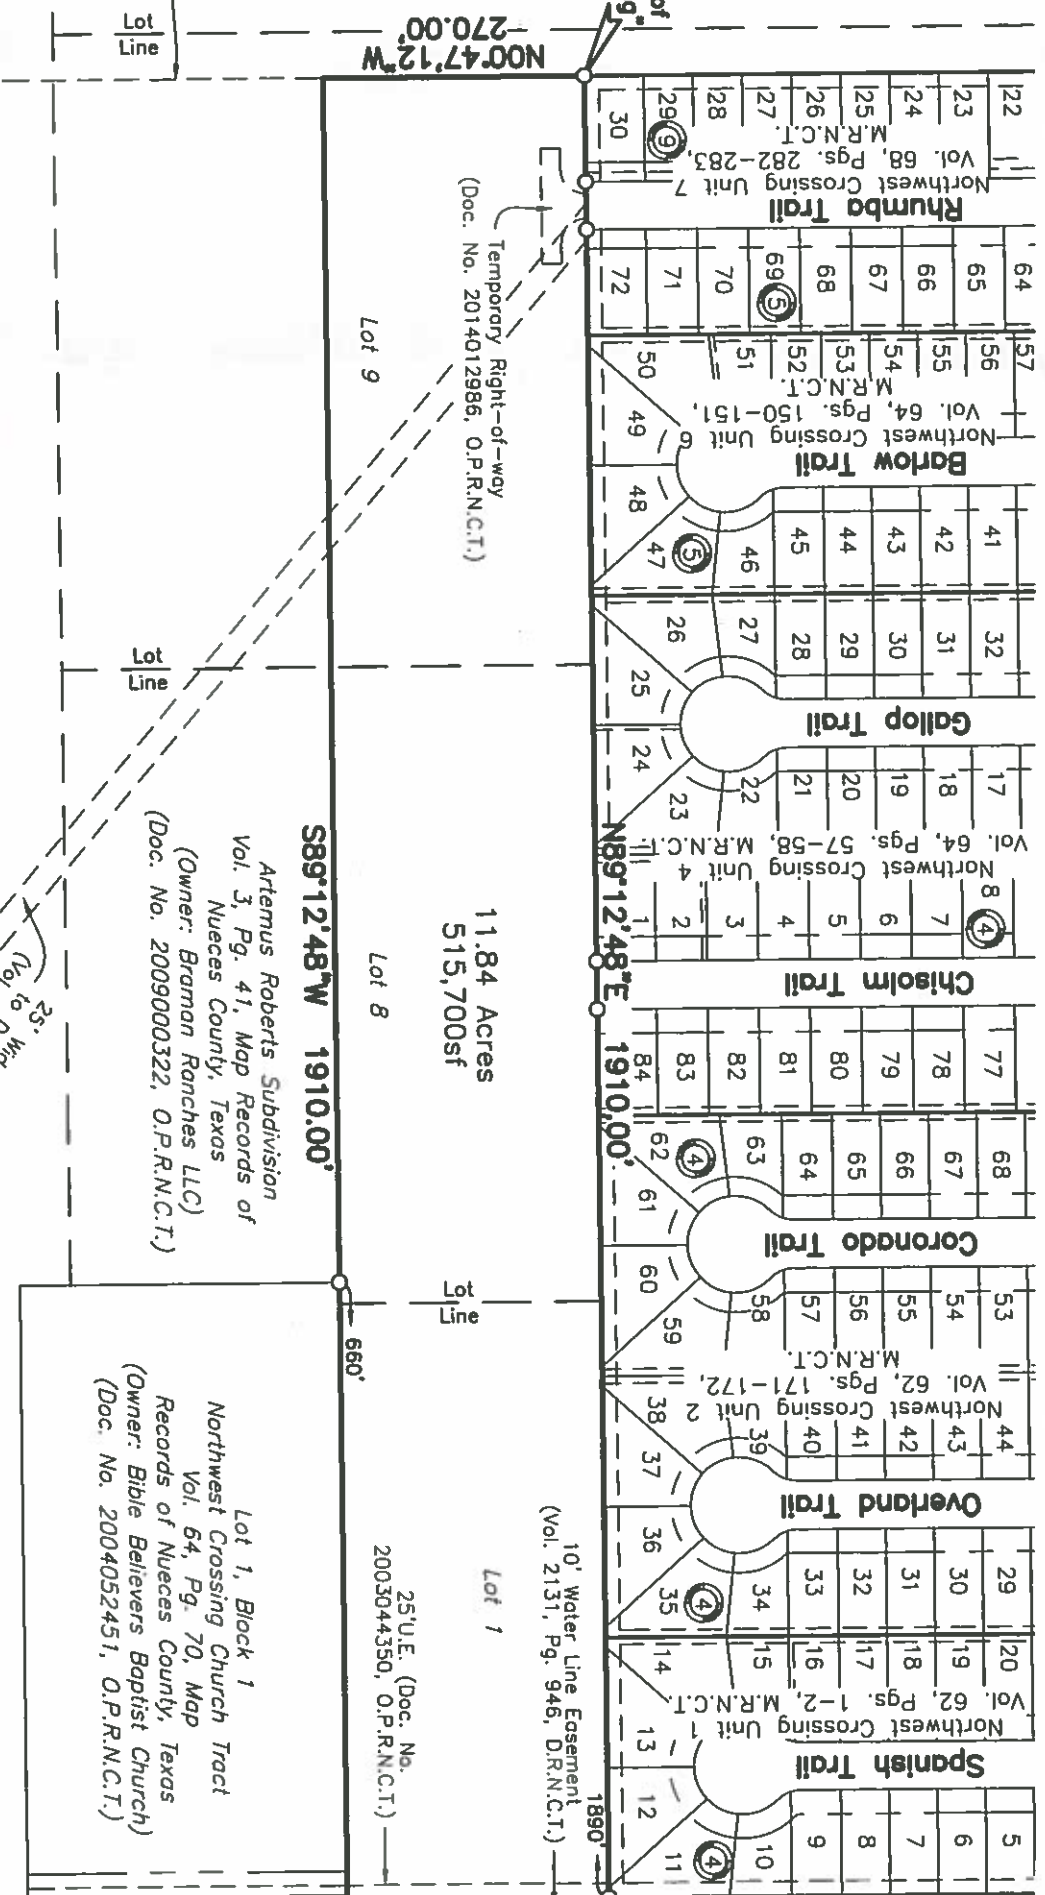 of
g"
Lot
Line
N00°47'12"W
270.00'
22
23
24
25
26
27
28
29
30
9
Northwest Crossing Unit 7
Vol. 68, Pgs. 282-283,
M.R.N.C.T.
Rhumba Trail
64
65
66
67
68
69
70
71
72
5
57
56
55
54
53
52
51
50
49
48
47
46
45
44
43
42
41
5
Northwest Crossing Unit 6
Vol. 64, Pgs. 150-151,
M.R.N.C.T.
Barlow Trail
32
31
30
29
28
27
26
25
24
23
22
21
20
19
18
17
Gallop Trail
Northwest Crossing Unit 4
Vol. 64, Pgs. 57-58, M.R.N.C.T.
8
7
6
5
4
3
2
1
4
Chisolm Trail
77
78
79
80
81
82
83
84
68
67
66
65
64
63
62
61
60
59
58
57
56
55
54
53
4
Coronado Trail
Northwest Crossing Unit 2
Vol. 62, Pgs. 171-172,
M.R.N.C.T.
44
43
42
41
40
39
38
37
36
35
34
33
32
31
30
29
4
Overland Trail
20
19
18
17
16
15
14
13
12
11
10
9
8
7
6
5
4
Northwest Crossing Unit 1
Vol. 62, Pgs. 1-2, M.R.N.C.T.
Spanish Trail
N89°12'48"E 1910.00'
1890'
Temporary Right-of-way
(Doc. No. 2014012986, O.P.R.N.C.T.)
Lot 9
Lot
Line
11.84 Acres
515,700sf
Lot 8
Lot
Line
10' Water Line Easement
(Vol. 2131, Pg. 946, D.R.N.C.T.)
Lot 1
25'U.E. (Doc. No.
2003044350, O.P.R.N.C.T.)
660'
S89°12'48"W 1910.00'
Artemus Roberts Subdivision
Vol. 3, Pg. 41, Map Records of
Nueces County, Texas
(Owner: Braman Ranches LLC)
(Doc. No. 2009000322, O.P.R.N.C.T.)
25' Wid
(Vol.
to
Lot 1, Block 1
Northwest Crossing Church Tract
Vol. 64, Pg. 70, Map
Records of Nueces County, Texas
(Owner: Bible Believers Baptist Church)
(Doc. No. 2004052451, O.P.R.N.C.T.)